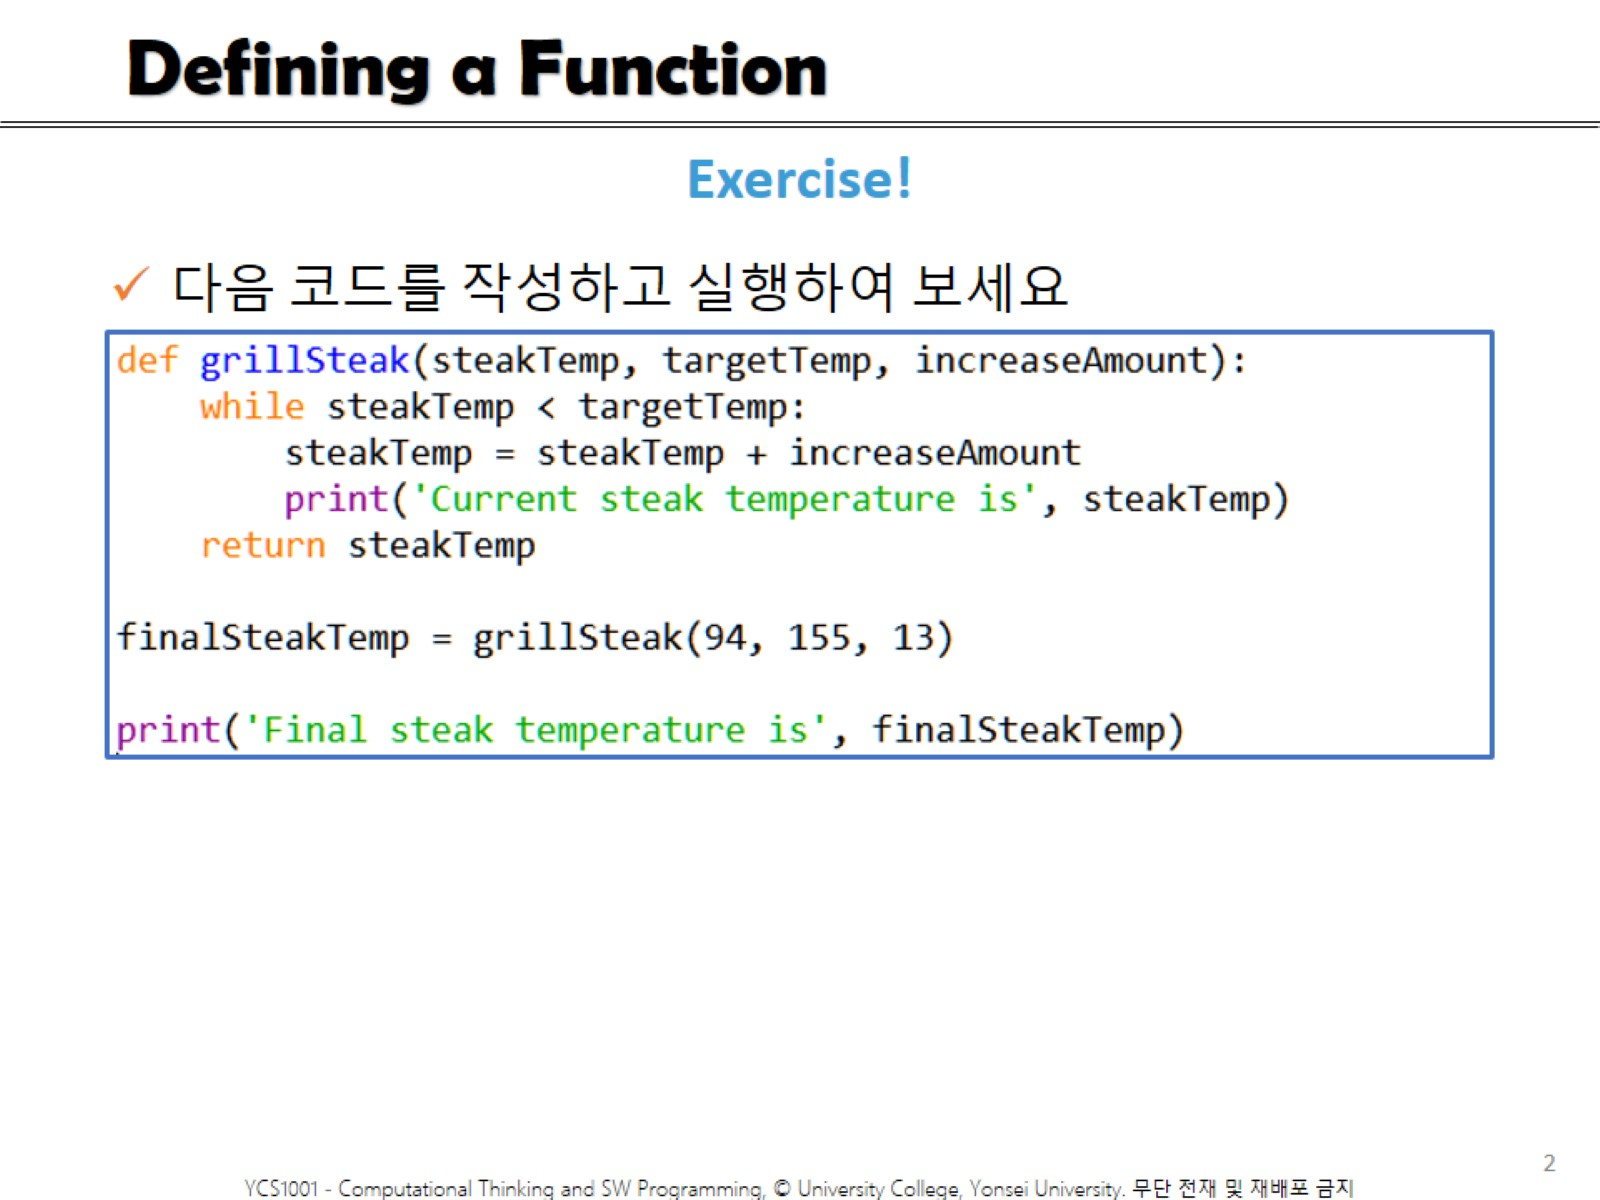 Defining a Function
Exercise!
✓ 다음 코드를 작성하고 실행하여 보세요
def grillSteak(steakTemp, targetTemp, increaseAmount):
    while steakTemp < targetTemp:
        steakTemp = steakTemp + increaseAmount
        print('Current steak temperature is', steakTemp)
    return steakTemp
finalSteakTemp = grillSteak(94, 155, 13)
print('Final steak temperature is', finalSteakTemp)
2
YCS1001 - Computational Thinking and SW Programming, © University College, Yonsei University. 무단 전재 및 재배포 금지